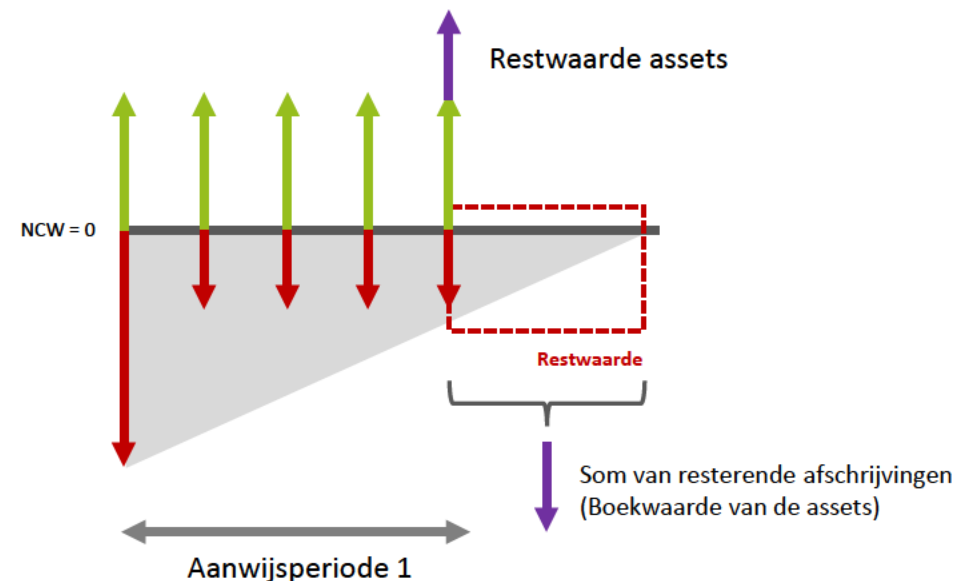 Restwaarde assets
NCW = 0
Restwaarde
Som van resterende afschrijvingen
(Boekwaarde van de assets)
Aanwijsperiode 1